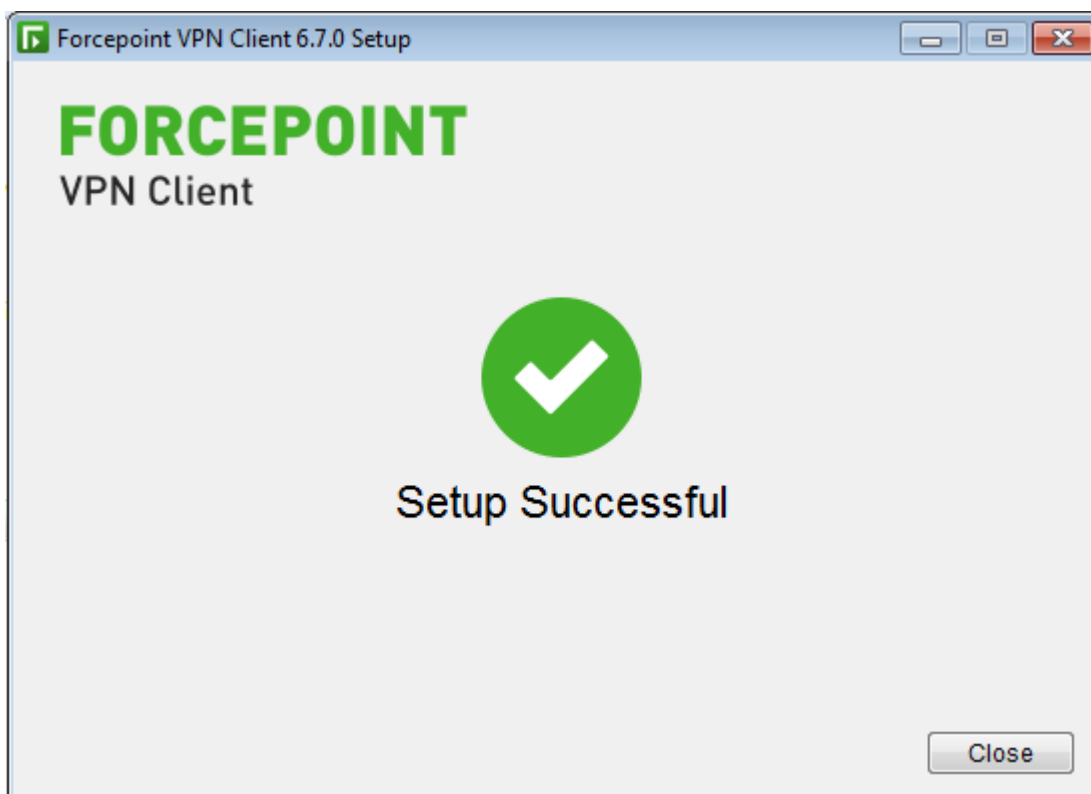 Forcepoint VPN Client 6.7.0 Setup
FORCEPOINT
VPN Client
Setup Successful
Close